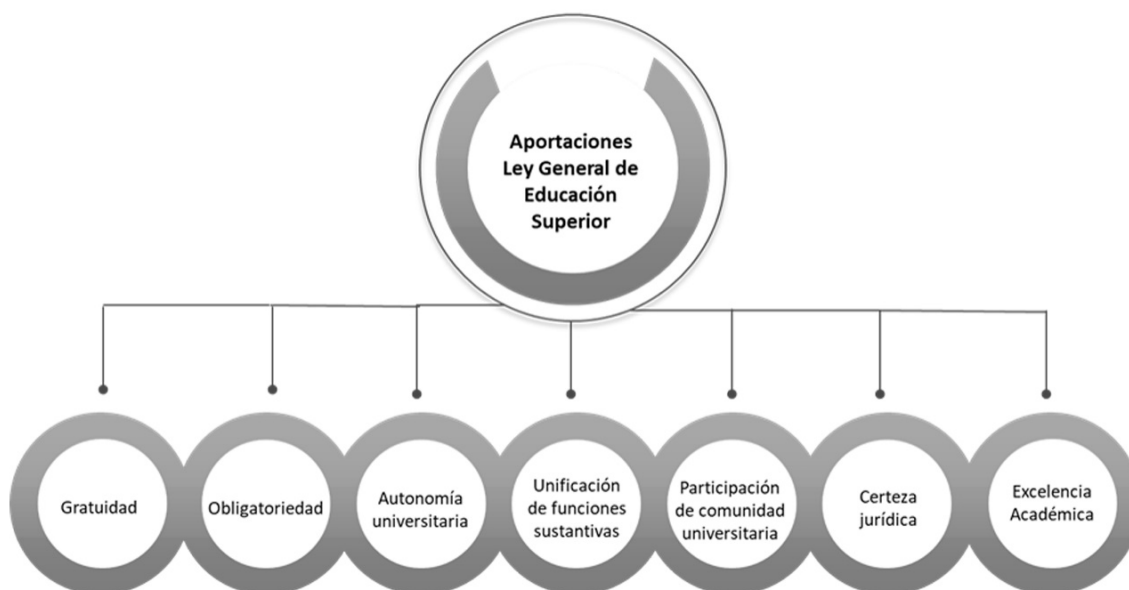 Aportaciones
Ley General de
Educación
Superior
Gratuidad
Obligatoriedad
Autonomía
universitaria
Unificación
de funciones
sustantivas
Participación
de comunidad
universitaria
Certeza
jurídica
Excelencia
Académica